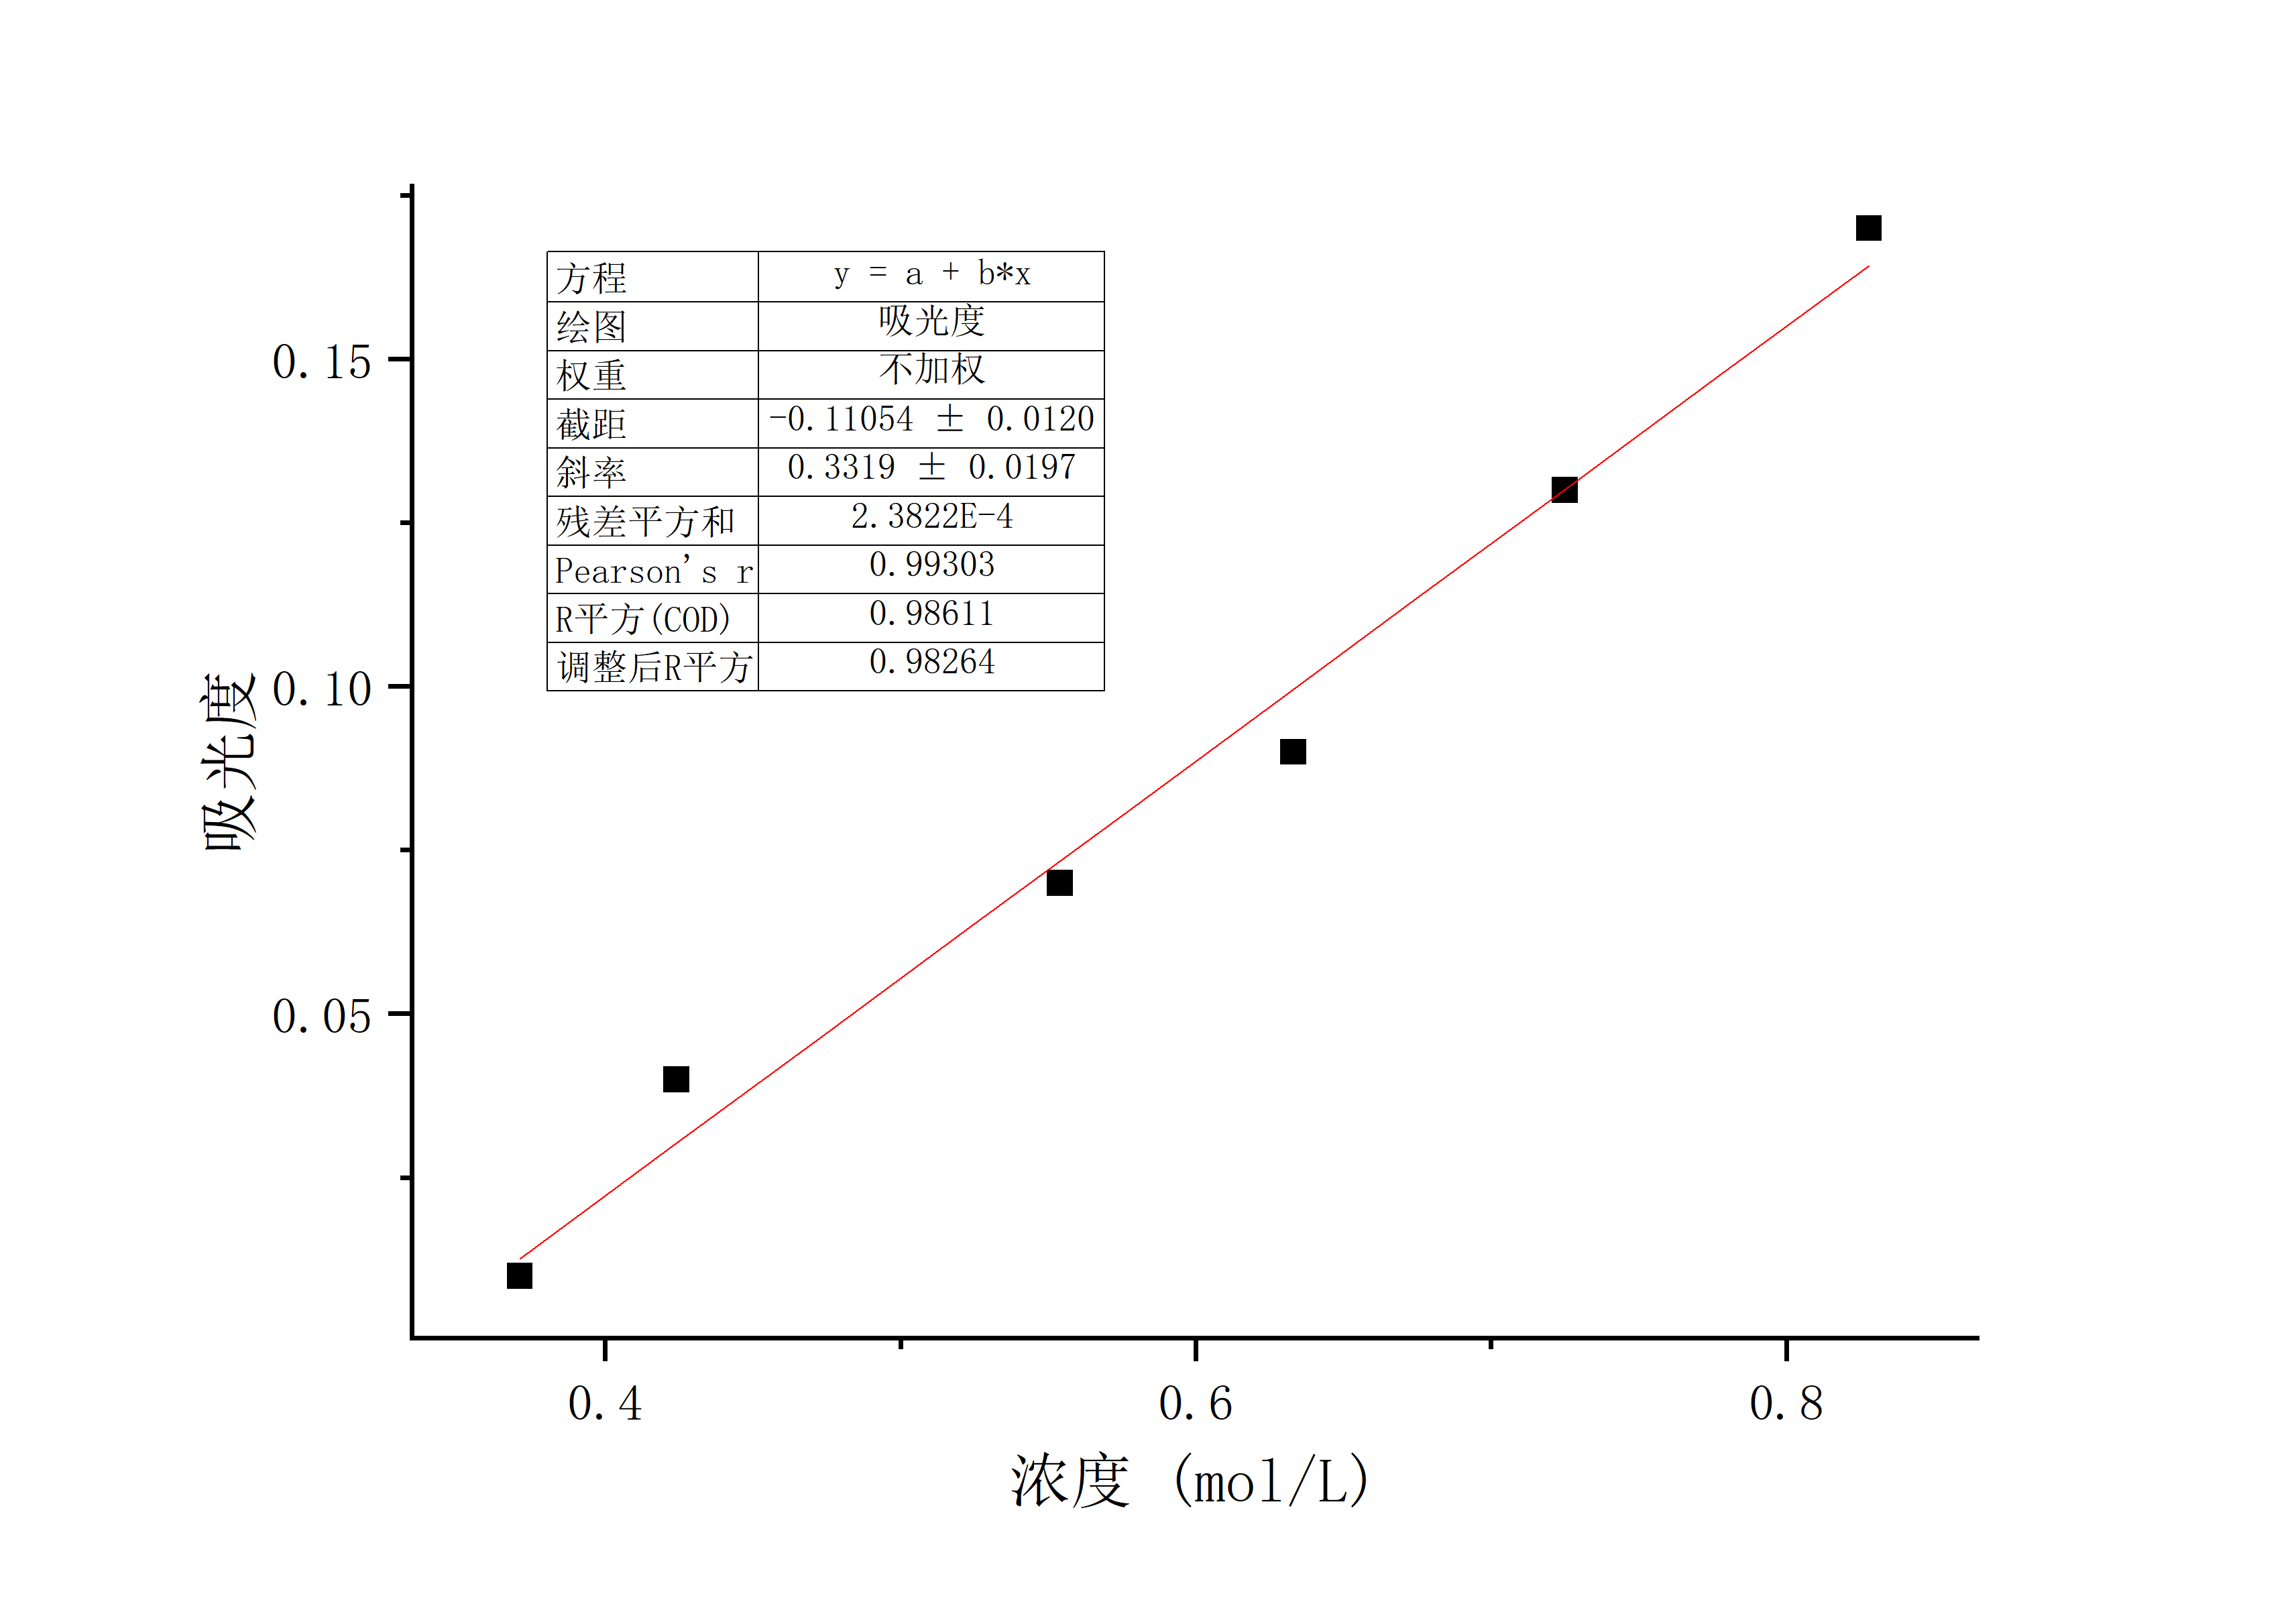 方程 y = a + b*x
绘图 吸光度
权重 不加权
截距 -0.11054 ± 0.0120
斜率 0.3319 ± 0.0197
残差平方和 2.3822E-4
Pearson's r 0.99303
R平方(COD) 0.98611
调整后R平方 0.98264
0.15
0.10
0.05
吸光度
0.4 0.6 0.8
浓度 (mol/L)